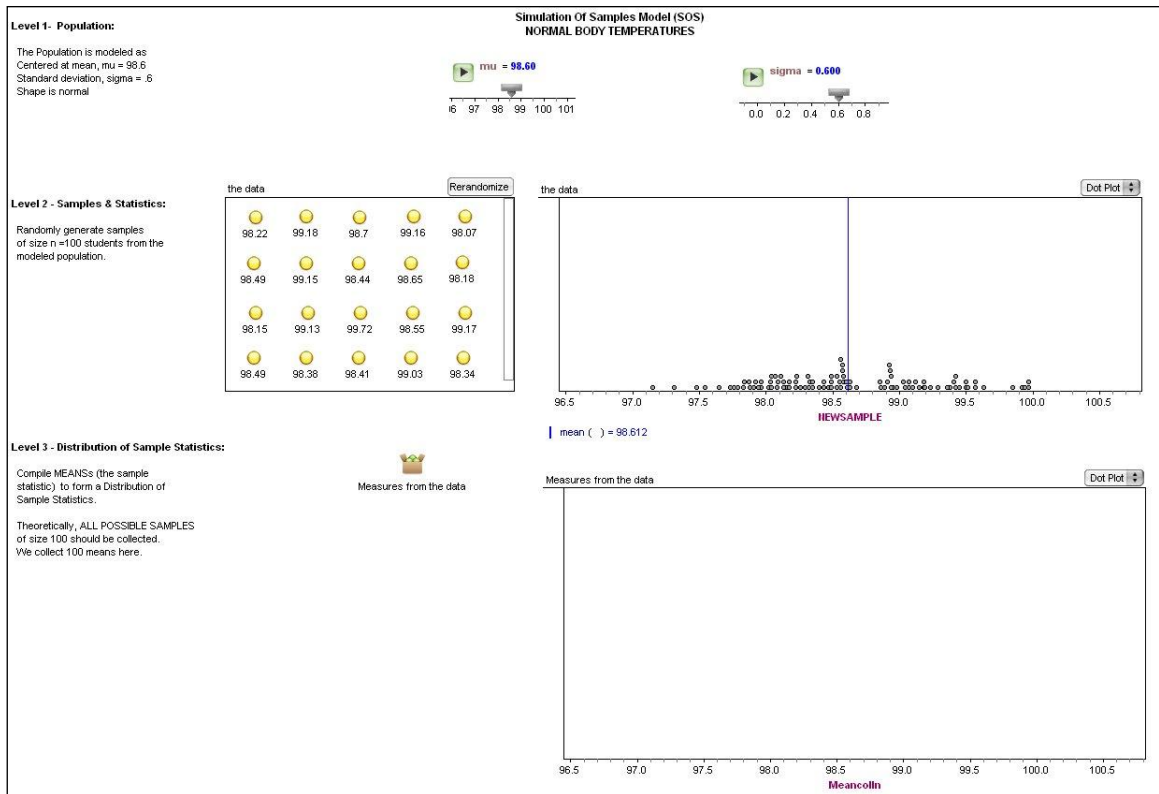 Simulation Of Samples Model (SOS)
NORMAL BODY TEMPERATURES
Level 1- Population:
The Population is modeled as
Centered at mean, mu = 98.6
Standard deviation, sigma = .6
Shape is normal
mu = 98.60
96 97 98 99 100 101
sigma = 0.600
0.0 0.2 0.4 0.6 0.8
Level 2 - Samples & Statistics:
Randomly generate samples
of size n =100 students from the
modeled population.
the data
Rerandomize
98.22 99.18 98.7 99.16 98.07
98.49 99.15 98.44 98.65 98.18
98.15 99.13 99.72 98.55 99.17
98.49 98.38 98.41 99.03 98.34
the data
Dot Plot
96.5 97.0 97.5 98.0 98.5 99.0 99.5 100.0 100.5
NEWSAMPLE
mean ( ) = 98.612
Level 3 - Distribution of Sample Statistics:
Compile MEANSs (the sample
statistic) to form a Distribution of
Sample Statistics.
Theoretically, ALL POSSIBLE SAMPLES
of size 100 should be collected.
We collect 100 means here.
Measures from the data
Measures from the data
Dot Plot
96.5 97.0 97.5 98.0 98.5 99.0 99.5 100.0 100.5
Meancolln